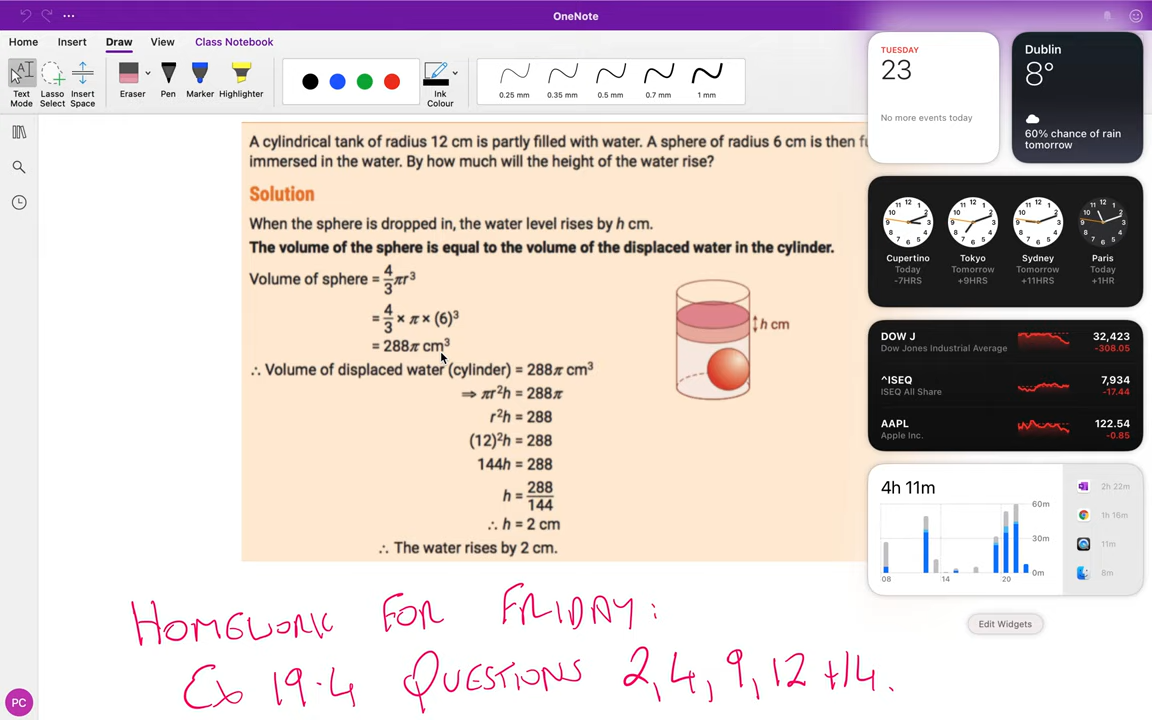 OneNote
Home Insert Draw View Class Notebook
Text Mode
Lasso Select
Insert Space
Eraser
Pen
Marker
Highlighter
Ink Colour
0.25 mm 0.35 mm 0.5 mm 0.7 mm 1 mm
A cylindrical tank of radius 12 cm is partly filled with water. A sphere of radius 6 cm is then
immersed in the water. By how much will the height of the water rise?
Solution
When the sphere is dropped in, the water level rises by h cm.
The volume of the sphere is equal to the volume of the displaced water in the cylinder.
Volume of sphere = 4/3 πr³
= 4/3 × π × (6)³
= 288π cm³
∴ Volume of displaced water (cylinder) = 288π cm³
⇒ πr²h = 288π
r²h = 288
(12)²h = 288
144h = 288
h = 288/144
∴ h = 2 cm
∴ The water rises by 2 cm.
h cm
HOMEWORK FOR FRIDAY:
Ex 19.4 QUESTIONS 2, 4, 9, 12 +14.
PC
TUESDAY
23
No more events today
Dublin
8°
60% chance of rain
tomorrow
Cupertino
Today
-7HRS
Tokyo
Tomorrow
+9HRS
Sydney
Tomorrow
+11HRS
Paris
Today
+1HR
DOW J 32,423
Dow Jones Industrial Average -308.05
^ISEQ 7,934
ISEQ All Share -17.44
AAPL 122.54
Apple Inc. -0.85
4h 11m
60m
30m
0m
08 14 20
2h 22m
1h 16m
11m
8m
Edit Widgets